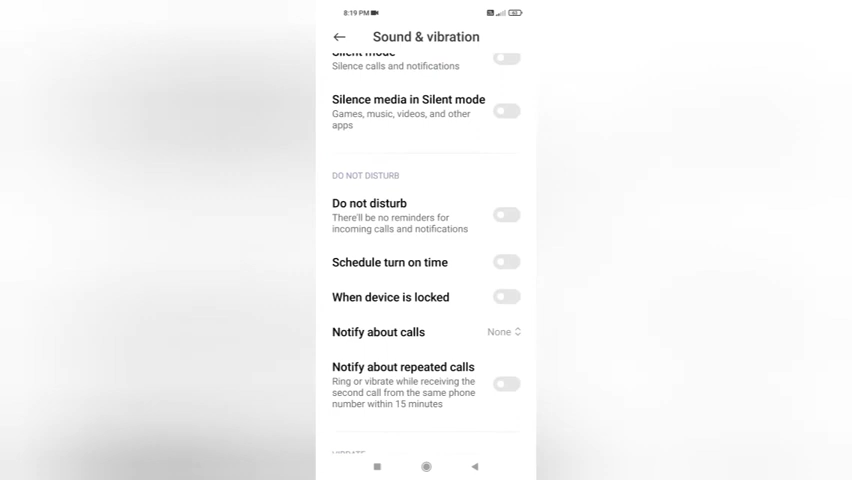 8:19 PM
Sound & vibration
Silent mode
Silence calls and notifications
Silence media in Silent mode
Games, music, videos, and other
apps
DO NOT DISTURB
Do not disturb
There'll be no reminders for
incoming calls and notifications
Schedule turn on time
When device is locked
Notify about calls
None
Notify about repeated calls
Ring or vibrate while receiving the
second call from the same phone
number within 15 minutes
VIBRATE